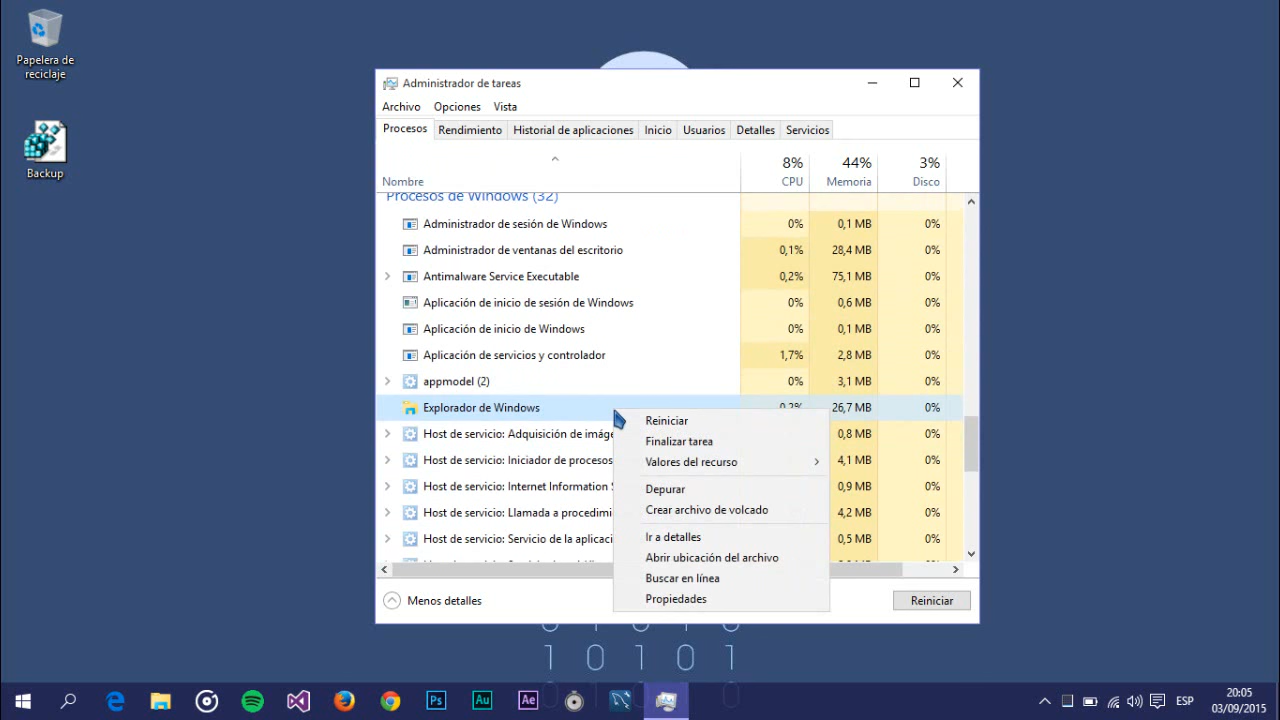 Papelera de
reciclaje
Backup
Administrador de tareas
Archivo Opciones Vista
Procesos Rendimiento Historial de aplicaciones Inicio Usuarios Detalles Servicios
8% 44% 3%
Nombre CPU Memoria Disco
Procesos de Windows (32)
Administrador de sesión de Windows 0% 0,1 MB 0%
Administrador de ventanas del escritorio 0,1% 28,4 MB 0%
Antimalware Service Executable 0,2% 75,1 MB 0%
Aplicación de inicio de sesión de Windows 0% 0,6 MB 0%
Aplicación de inicio de Windows 0% 0,1 MB 0%
Aplicación de servicios y controlador 1,7% 2,8 MB 0%
appmodel (2) 0% 3,1 MB 0%
Explorador de Windows 0,2% 26,7 MB 0%
Host de servicio: Adquisición de imáge 0,8 MB 0%
Host de servicio: Iniciador de procesos 4,1 MB 0%
Host de servicio: Internet Information S 0,9 MB 0%
Host de servicio: Llamada a procedimi 4,2 MB 0%
Host de servicio: Servicio de la aplicaci 0,5 MB 0%
Reiniciar
Finalizar tarea
Valores del recurso
Depurar
Crear archivo de volcado
Ir a detalles
Abrir ubicación del archivo
Buscar en línea
Propiedades
Menos detalles Reiniciar
1 0 1 0 1
Ps Au Ae
ESP
20:05
03/09/2015